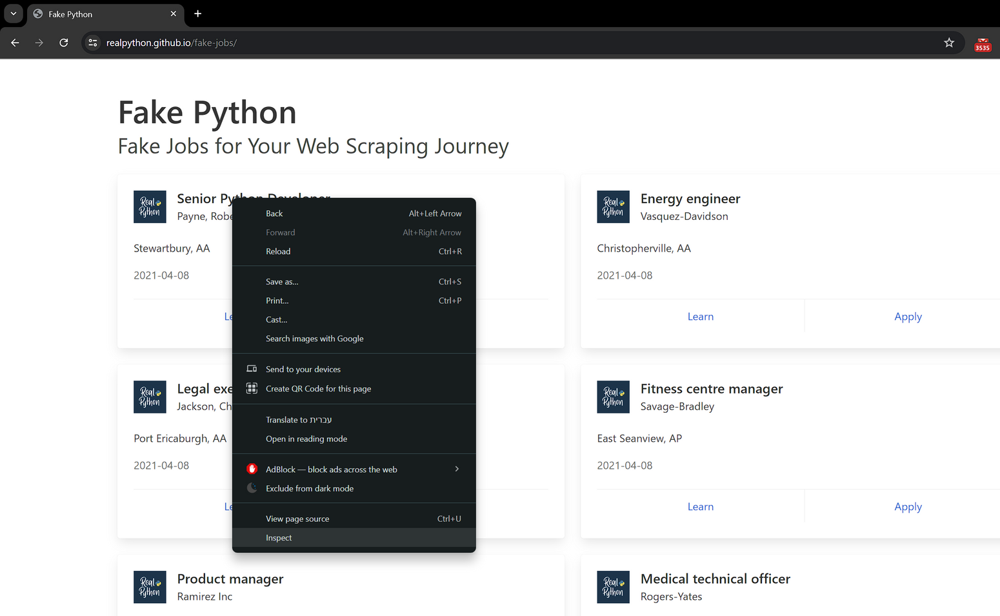 Fake Python
realpython.github.io/fake-jobs/
3535
Fake Python
Fake Jobs for Your Web Scraping Journey
Real Python
Senior Python Developer
Payne, Robe
Stewartbury, AA
2021-04-08
Le
Real Python
Energy engineer
Vasquez-Davidson
Christopherville, AA
2021-04-08
Learn
Apply
Back Alt+Left Arrow
Forward Alt+Right Arrow
Reload Ctrl+R
Save as... Ctrl+S
Print... Ctrl+P
Cast...
Search images with Google
Send to your devices
Create QR Code for this page
Translate to עברית
Open in reading mode
AdBlock — block ads across the web
Exclude from dark mode
View page source Ctrl+U
Inspect
Real Python
Legal exe
Jackson, Ch
Port Ericaburgh, AA
2021-04-08
Le
Real Python
Fitness centre manager
Savage-Bradley
East Seanview, AP
2021-04-08
Learn
Apply
Real Python
Product manager
Ramirez Inc
Real Python
Medical technical officer
Rogers-Yates